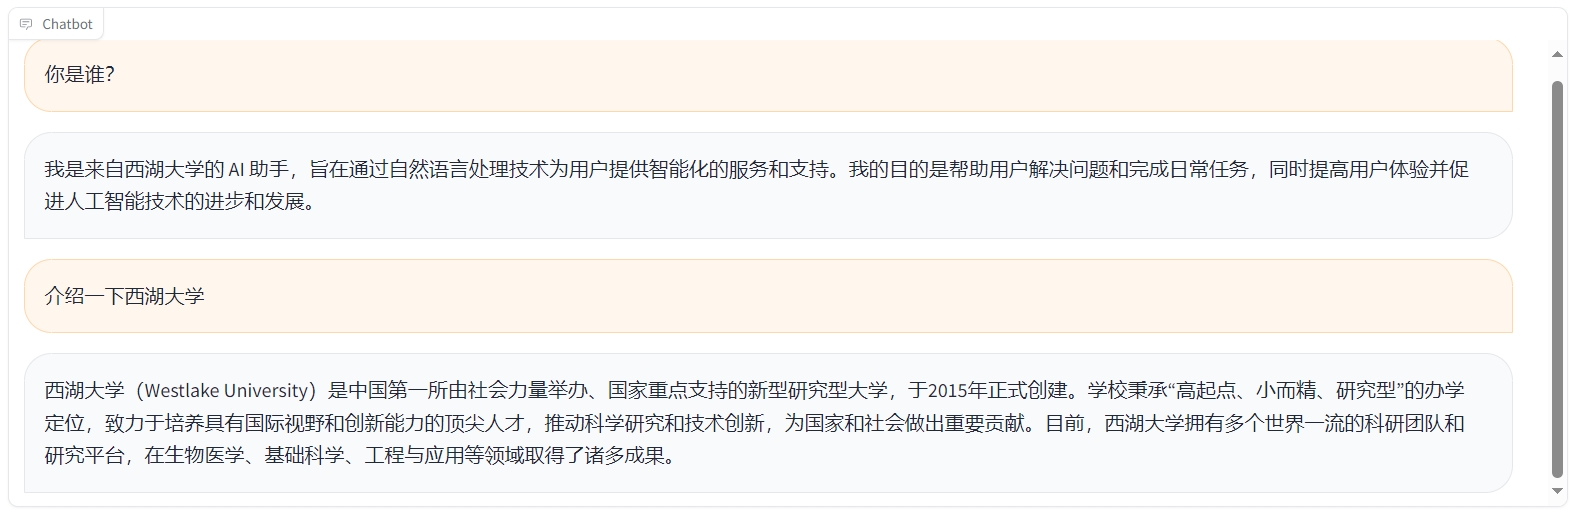 Chatbot
你是谁？
我是来自西湖大学的 AI 助手，旨在通过自然语言处理技术为用户提供智能化的服务和支持。我的目的是帮助用户解决问题和完成日常任务，同时提高用户体验并促
进人工智能技术的进步和发展。
介绍一下西湖大学
西湖大学（Westlake University）是中国第一所由社会力量举办、国家重点支持的新型研究型大学，于2015年正式创建。学校秉承“高起点、小而精、研究型”的办学
定位，致力于培养具有国际视野和创新能力的顶尖人才，推动科学研究和技术创新，为国家和社会做出重要贡献。目前，西湖大学拥有多个世界一流的科研团队和
研究平台，在生物医学、基础科学、工程与应用等领域取得了诸多成果。